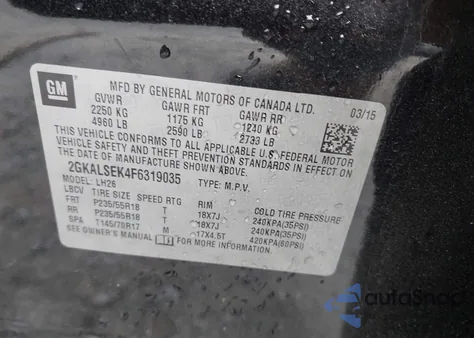 GM
MFD BY GENERAL MOTORS OF CANADA LTD. 03/15
GVWR GAWR FRT GAWR RR
2250 KG 1175 KG 1240 KG
4960 LB 2590 LB 2733 LB
THIS VEHICLE CONFORMS TO ALL APPLICABLE U.S. FEDERAL MOTOR
VEHICLE SAFETY AND THEFT PREVENTION STANDARDS IN EFFECT ON
THE DATE OF MANUFACTURE SHOWN ABOVE.
2GKALSEK4F6319035 TYPE: M.P.V.
MODEL: LH26
LBCV TIRE SIZE SPEED RTG RIM COLD TIRE PRESSURE
FRT P235/55R18 T 18X7J 240KPA(35PSI)
RR P235/55R18 T 18X7J 240KPA(35PSI)
SPA T145/70R17 M 17X4.5T 420KPA(60PSI)
SEE OWNER'S MANUAL FOR MORE INFORMATION.
AutoSnap